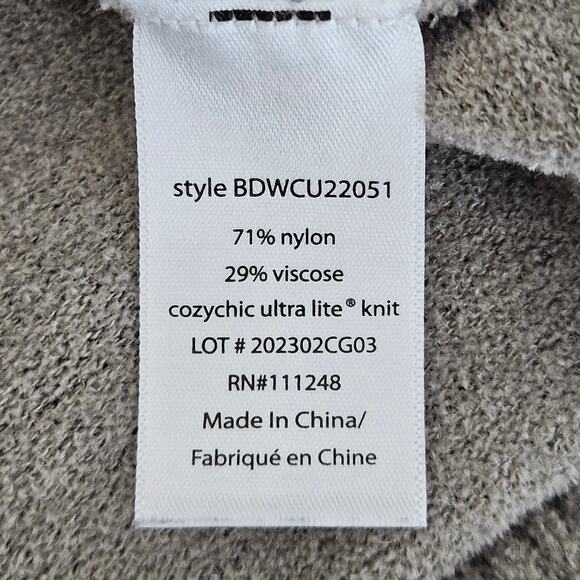 style BDWCU22051
71% nylon
29% viscose
cozychic ultra lite® knit
LOT # 202302CG03
RN#111248
Made In China/
Fabriqué en Chine